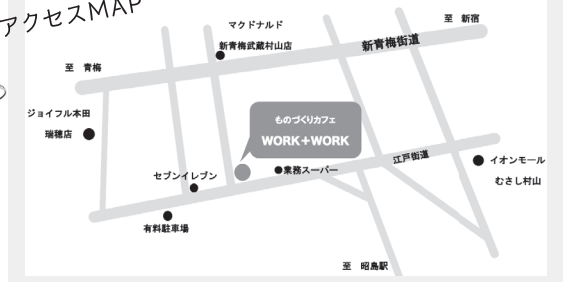 アクセスMAP
マクドナルド
新青梅武蔵村山店
至 新宿
新青梅街道
至 青梅
ジョイフル本田
瑞穂店
ものづくりカフェ
WORK+WORK
セブンイレブン
●業務スーパー
江戸街道
イオンモール
むさし村山
有料駐車場
至 昭島駅